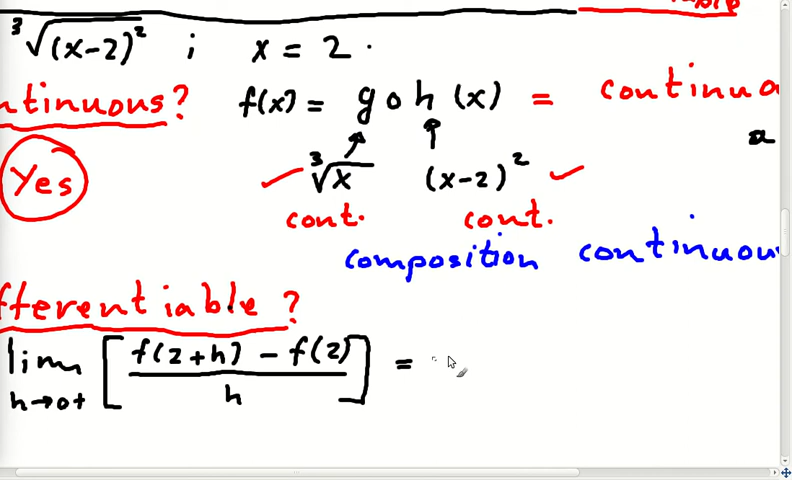 ∛(x-2)² ; x = 2.
ntinuous? f(x) = g o h (x) = continuo
Yes ∛x (x-2)² a
cont. cont.
composition continuou
fferentiable?
lim h→0+ [ f(2+h) - f(2) / h ] =